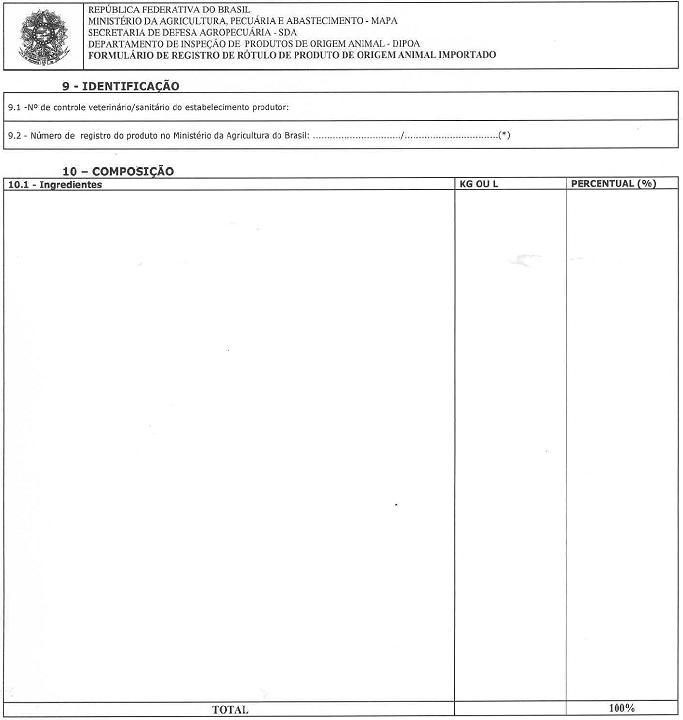 REPÚBLICA FEDERATIVA DO BRASIL
MINISTÉRIO DA AGRICULTURA, PECUÁRIA E ABASTECIMENTO - MAPA
SECRETARIA DE DEFESA AGROPECUÁRIA - SDA
DEPARTAMENTO DE INSPEÇÃO DE PRODUTOS DE ORIGEM ANIMAL - DIPOA
FORMULÁRIO DE REGISTRO DE RÓTULO DE PRODUTO DE ORIGEM ANIMAL IMPORTADO
9 - IDENTIFICAÇÃO
9.1 -Nº de controle veterinário/sanitário do estabelecimento produtor:
9.2 - Número de registro do produto no Ministério da Agricultura do Brasil: ................................/..................................(*)
10 – COMPOSIÇÃO
10.1 - Ingredientes KG OU L PERCENTUAL (%)
TOTAL 100%